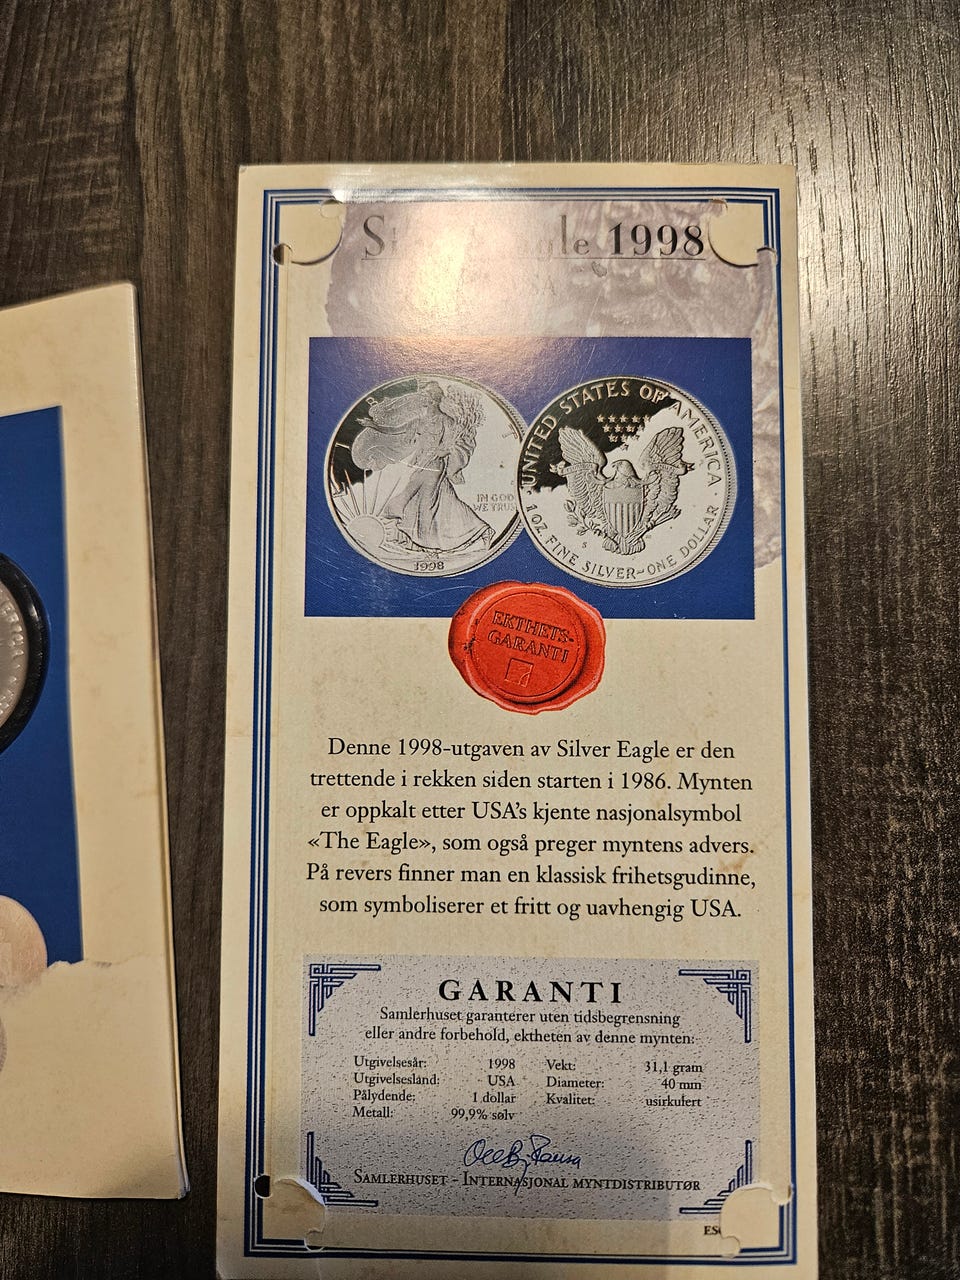 Eagle 1998
LIBERTY
IN GOD
WE TRUST
1998
UNITED STATES OF AMERICA
1 OZ. FINE SILVER~ONE DOLLAR
S
EKTHETS-
GARANTI
Denne 1998-utgaven av Silver Eagle er den
trettende i rekken siden starten i 1986. Mynten
er oppkalt etter USA's kjente nasjonalsymbol
«The Eagle», som også preger myntens advers.
På revers finner man en klassisk frihetsgudinne,
som symboliserer et fritt og uavhengig USA.
GARANTI
Samlerhuset garanterer uten tidsbegrensning
eller andre forbehold, ektheten av denne mynten:
Utgivelsesår: 1998 Vekt: 31,1 gram
Utgivelsesland: USA Diameter: 40 mm
Pålydende: 1 dollar Kvalitet: usirkulert
Metall: 99,9% sølv
SAMLERHUSET - INTERNASJONAL MYNTDISTRIBUTØR